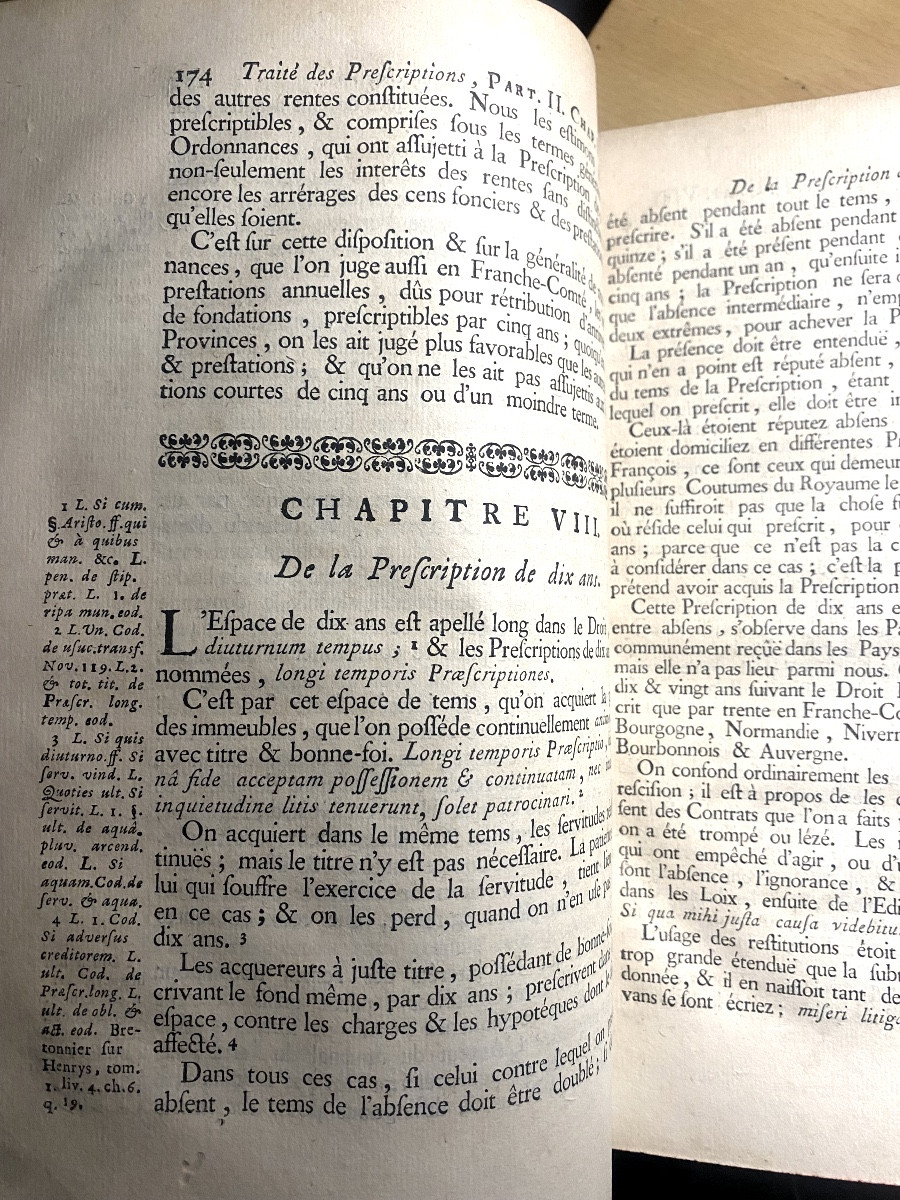 174 Traité des Preſcriptions, PART. II. CHAP.
des autres rentes conſtituées. Nous les eſtimons
preſcriptibles, & compriſes ſous les termes
Ordonnances, qui ont aſſujetti à la Preſcription
non-ſeulement les interêts des rentes ſans
encore les arrérages des cens fonciers & des
qu'elles ſoient.
C'eſt ſur cette diſpoſition & ſur la généralité
nances, que l'on juge auſſi en Franche-Comté,
preſtations annuelles, dûs pour rétribution
de fondations, preſcriptibles par cinq ans;
Provinces, on les ait jugé plus favorables que les
& preſtations; & qu'on ne les ait pas aſſujettis
tions courtes de cinq ans ou d'un moindre terme.
CHAPITRE VIII.
De la Preſcription de dix ans.
L'Eſpace de dix ans eſt apellé long dans le Droit
diuturnum tempus; ¹ & les Preſcriptions de dix
nommées, longi temporis Præſcriptiones.
C'eſt par cet eſpace de tems, qu'on acquiert
des immeubles, que l'on poſſéde continuellement
avec titre & bonne-foi. Longi temporis Præſcriptio,
nâ fide acceptam poſſeſſionem & continuatam, nec
inquietudine litis tenuerunt, ſolet patrocinari. ²
On acquiert dans le même tems, les ſervitudes
tinuës; mais le titre n'y eſt pas néceſſaire. La
lui qui ſouffre l'exercice de la ſervitude, tient
en ce cas; & on les perd, quand on n'en uſe
dix ans. ³
Les acquereurs à juſte titre, poſſédant de bonne-
crivant le fond même, par dix ans; preſcrivent
eſpace, contre les charges & les hypotéques dont
affecté. ⁴
Dans tous ces cas, ſi celui contre lequel on
abſent, le tems de l'abſence doit être doublé;
1 L. Si cum.
§. Ariſto. ff. qui
& à quibus
man. &c. L.
pen. de ſtip.
præt. L. 1. de
ripa mun. eod.
2 L. Un. Cod.
de uſuc. transf.
Nov. 119. L. 2.
& tot. tit. de
Præſcr. long.
temp. eod.
3 L. Si quis
diuturno. ff. Si
ſerv. vind. L.
Quoties ult. Si
ſervit. L. 1. §.
ult. de aquâ.
pluv. arcend.
eod. L. Si
aquam. Cod. de
ſerv. & aqua.
4 L. 1. Cod.
Si adverſus
creditorem. L.
ult. Cod. de
Præſcr. long. L.
ult. de obl. &
act. eod. Bre-
tonnier ſur
Henrys, tom.
1. liv. 4. ch. 6.
q. 19.
De la Preſcription
été abſent pendant tout le tems,
preſcrire. S'il a été abſent pendant
quinze; s'il a été préſent pendant
abſenté pendant un an, qu'enſuite
cinq ans; la Preſcription ne ſera
que l'abſence intermédiaire,
deux extrêmes, pour achever la
La préſence doit être entenduë,
qui n'en a point eſt réputé abſent,
du tems de la Preſcription, étant
lequel on preſcrit, elle doit être
Ceux-là étoient réputez abſens
étoient domiciliez en différentes
François, ce ſont ceux qui
pluſieurs Coutumes du Royaume
il ne ſuffiroit pas que la choſe
où réſide celui qui preſcrit, pour
ans; parce que ce n'eſt pas la
à conſidérer dans ce cas; c'eſt la
prétend avoir acquis la Preſcription
Cette Preſcription de dix ans
entre abſens, s'obſerve dans les
communément reçuë dans les Pays
mais elle n'a pas lieu parmi nous.
dix & vingt ans ſuivant le Droit
crit que par trente en Franche-
Bourgogne, Normandie,
Bourbonnois & Auvergne.
On confond ordinairement les
reſciſion; il eſt à propos de les
ſent des Contrats que l'on a faits
on a été trompé ou lézé. Les
qui ont empêché d'agir, ou
ſont l'abſence, l'ignorance, &
dans les Loix, enſuite de
Si qua mihi juſta cauſa
L'uſage des reſtitutions étoit
trop grande étenduë que la
donnée, & il en naiſſoit tant de
vans ſe ſont écriez; miſeri